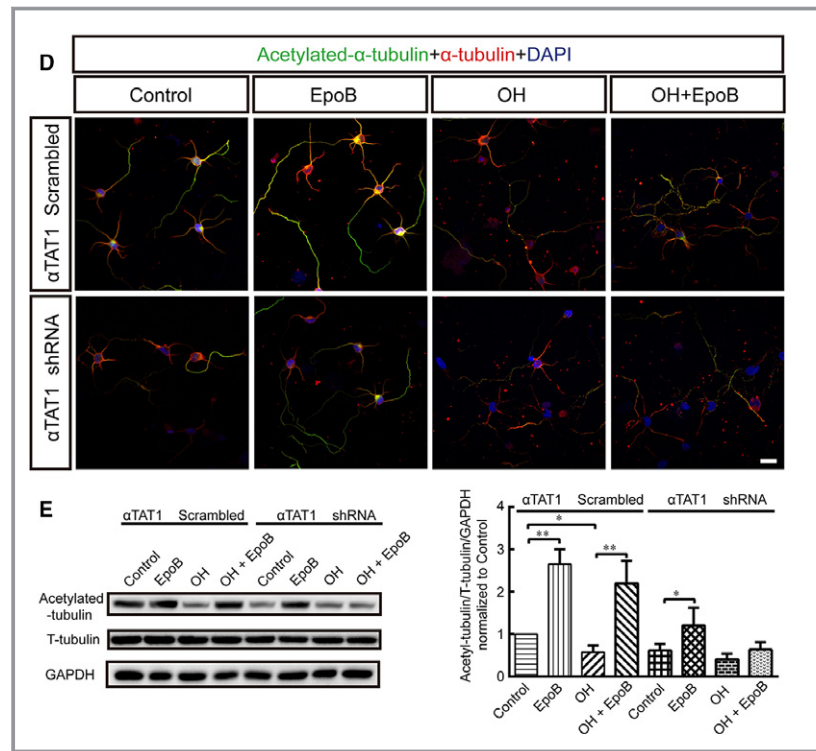 D
Acetylated-α-tubulin+α-tubulin+DAPI
Control EpoB OH OH+EpoB
αTAT1 Scrambled
αTAT1 shRNA
E
αTAT1 Scrambled αTAT1 shRNA
Control EpoB OH OH + EpoB Control EpoB OH OH + EpoB
Acetylated
-tubulin
T-tubulin
GAPDH
αTAT1 Scrambled αTAT1 shRNA
Acetyl-tubulin/T-tubulin/GAPDH
normalized to Control
4
3
2
1
0
*
**
**
*
Control EpoB OH OH + EpoB Control EpoB OH OH + EpoB